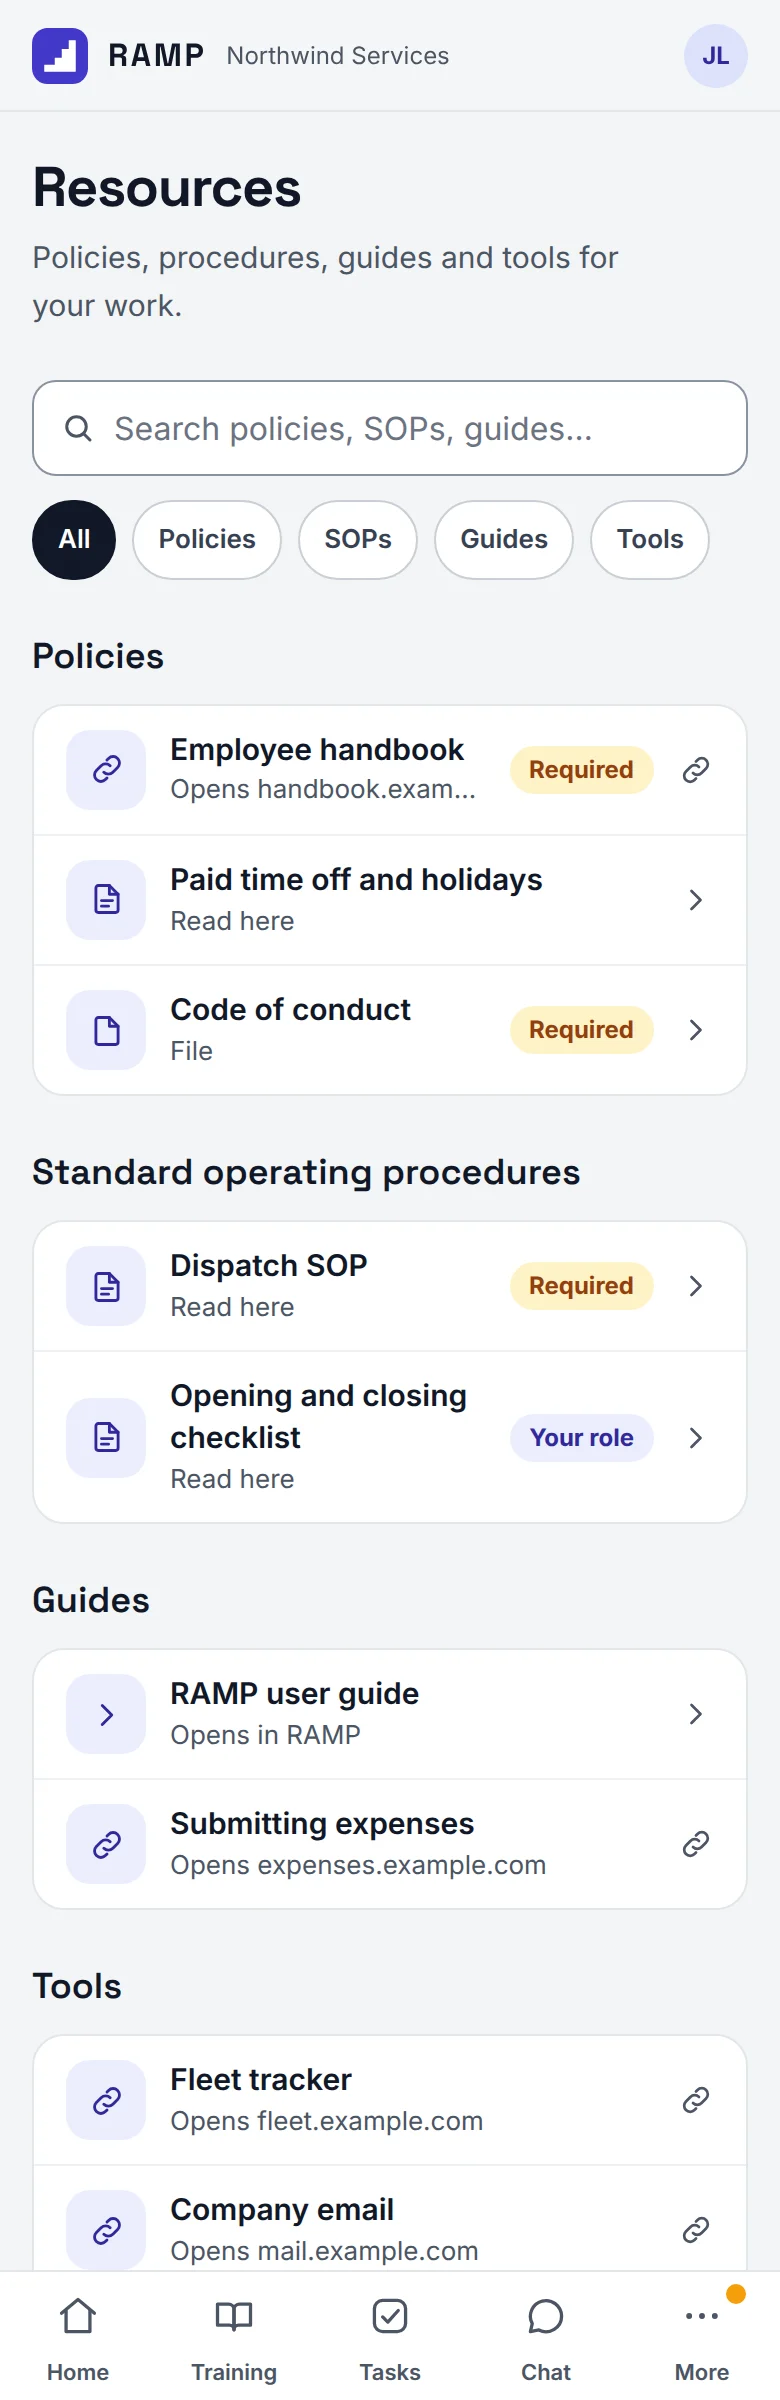 RAMP Northwind Services JL
Resources
Policies, procedures, guides and tools for
your work.
Search policies, SOPs, guides...
All Policies SOPs Guides Tools
Policies
Employee handbook
Opens handbook.exam...
Required
Paid time off and holidays
Read here
Code of conduct
File
Required
Standard operating procedures
Dispatch SOP
Read here
Required
Opening and closing
checklist
Read here
Your role
Guides
RAMP user guide
Opens in RAMP
Submitting expenses
Opens expenses.example.com
Tools
Fleet tracker
Opens fleet.example.com
Company email
Opens mail.example.com
Home Training Tasks Chat More